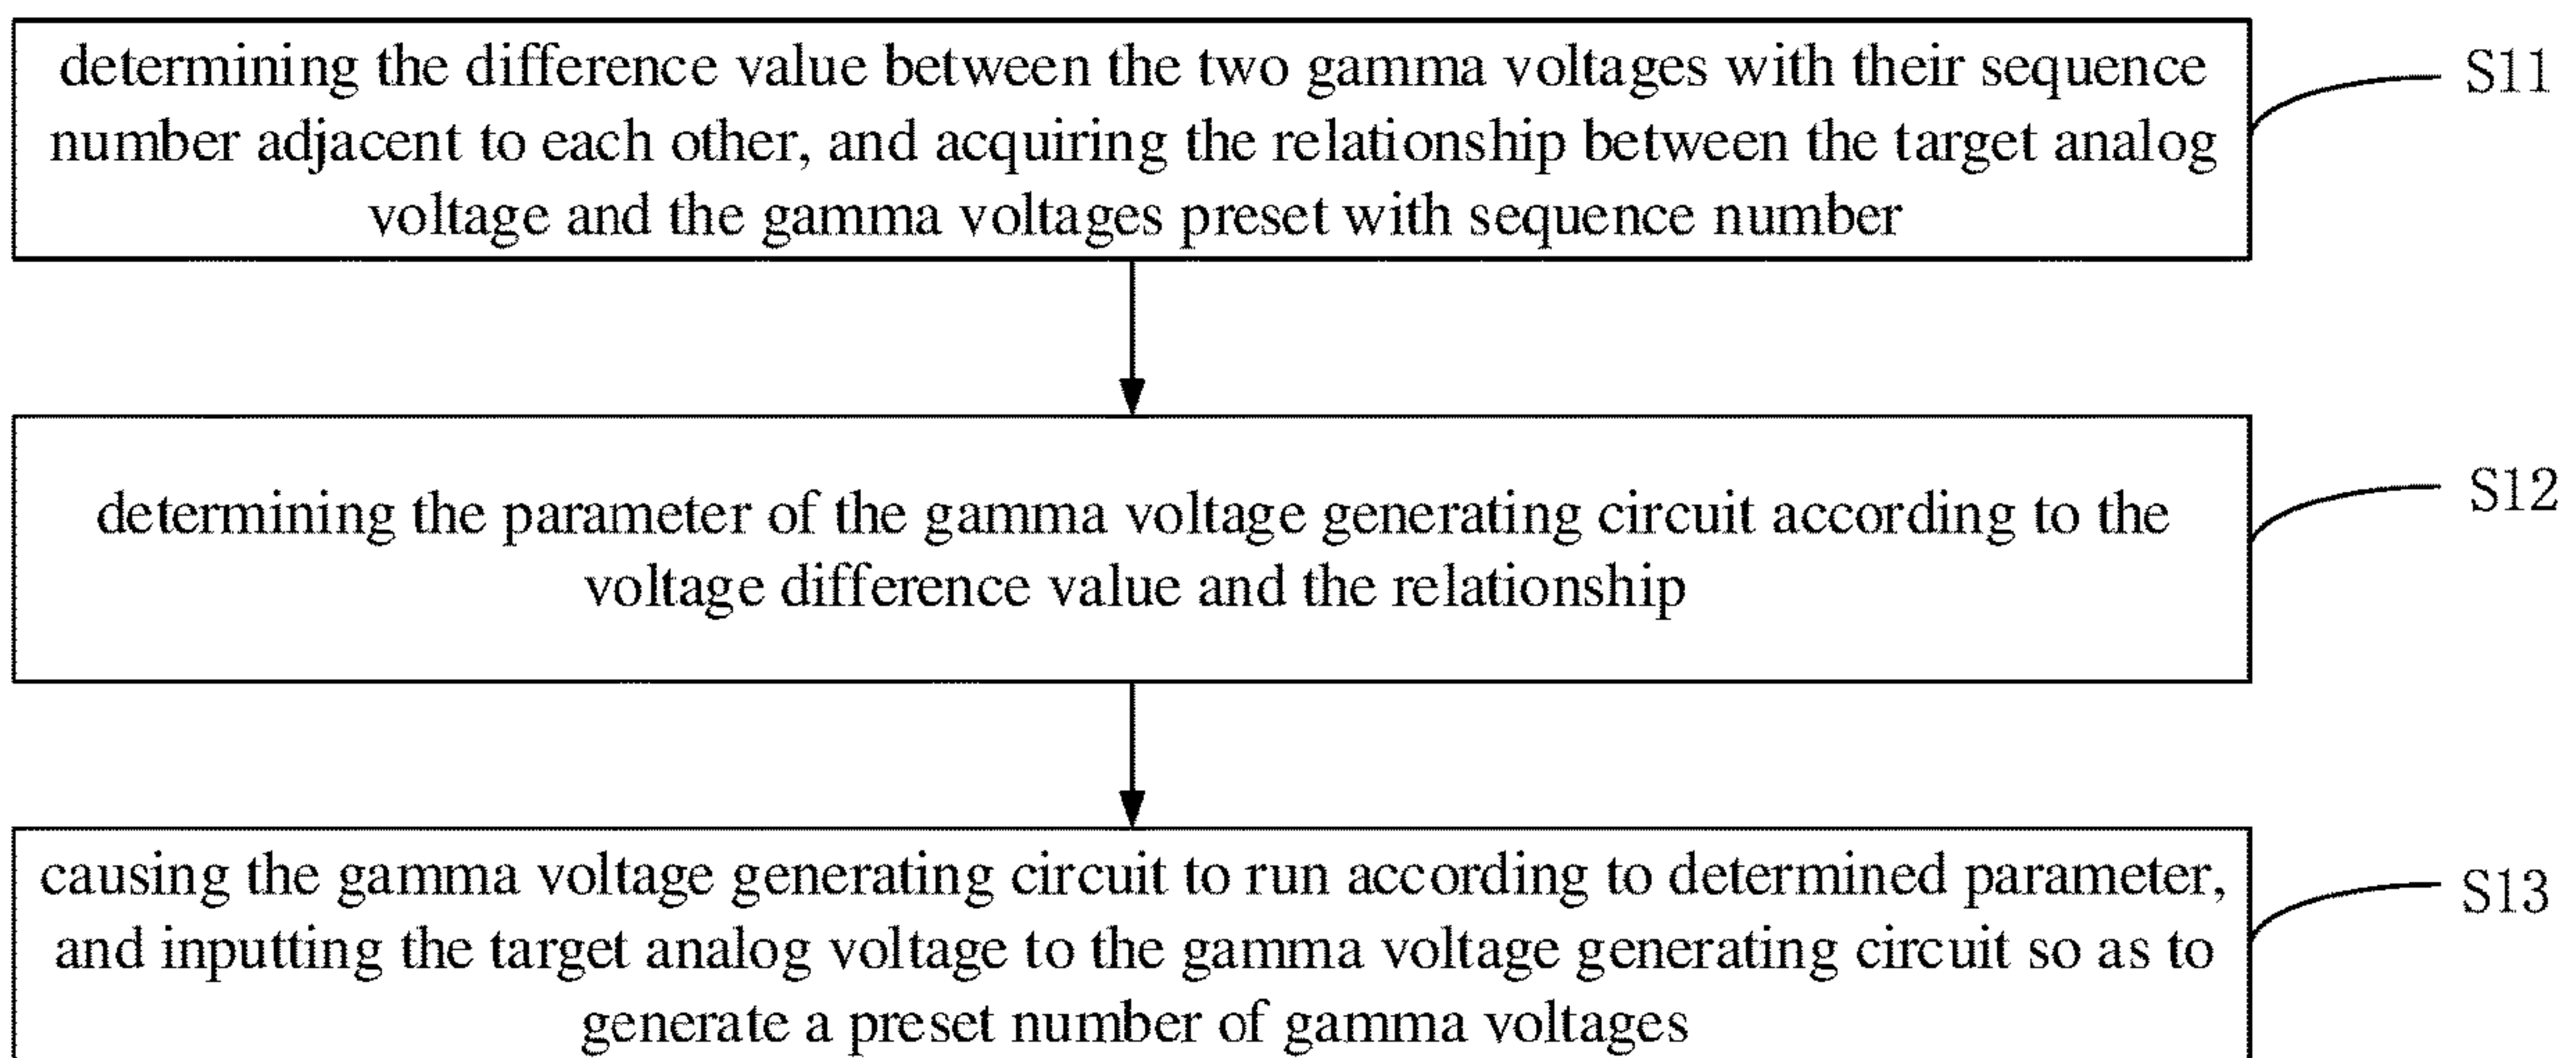 determining the difference value between the two gamma voltages with their sequence
number adjacent to each other, and acquiring the relationship between the target analog
voltage and the gamma voltages preset with sequence number
S11
determining the parameter of the gamma voltage generating circuit according to the
voltage difference value and the relationship
S12
causing the gamma voltage generating circuit to run according to determined parameter,
and inputting the target analog voltage to the gamma voltage generating circuit so as to
generate a preset number of gamma voltages
S13